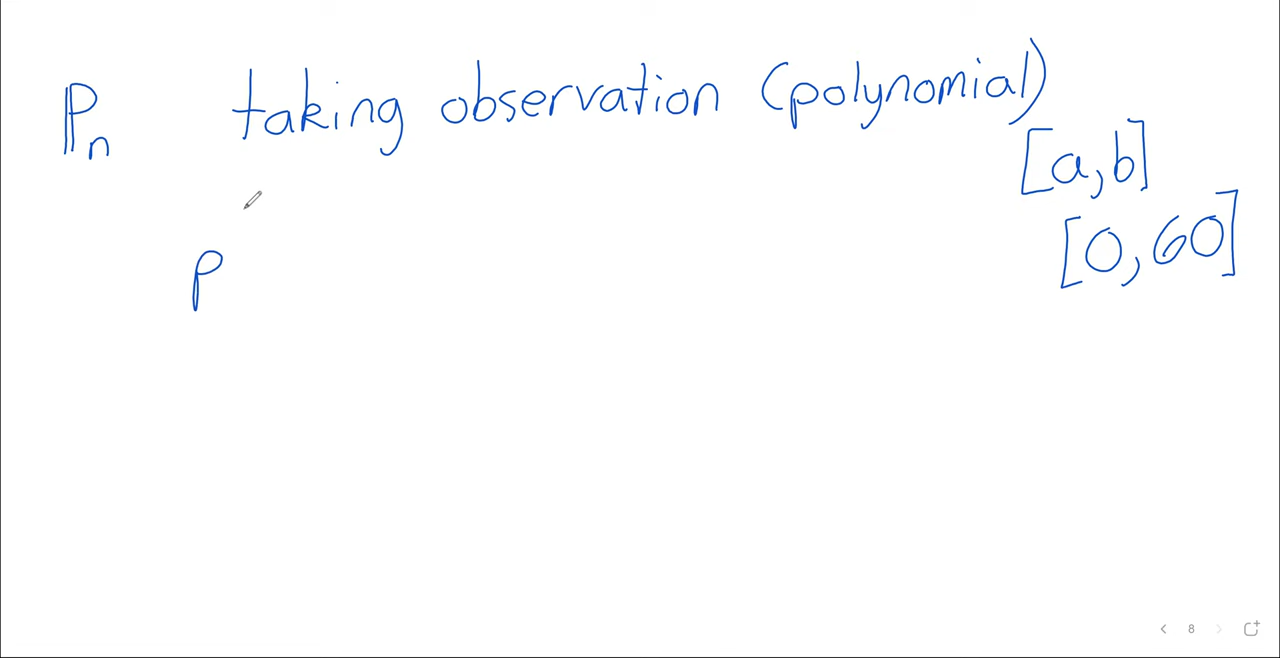 ℙn taking observation (polynomial)
[a,b]
[0,60]
p
< 8 >